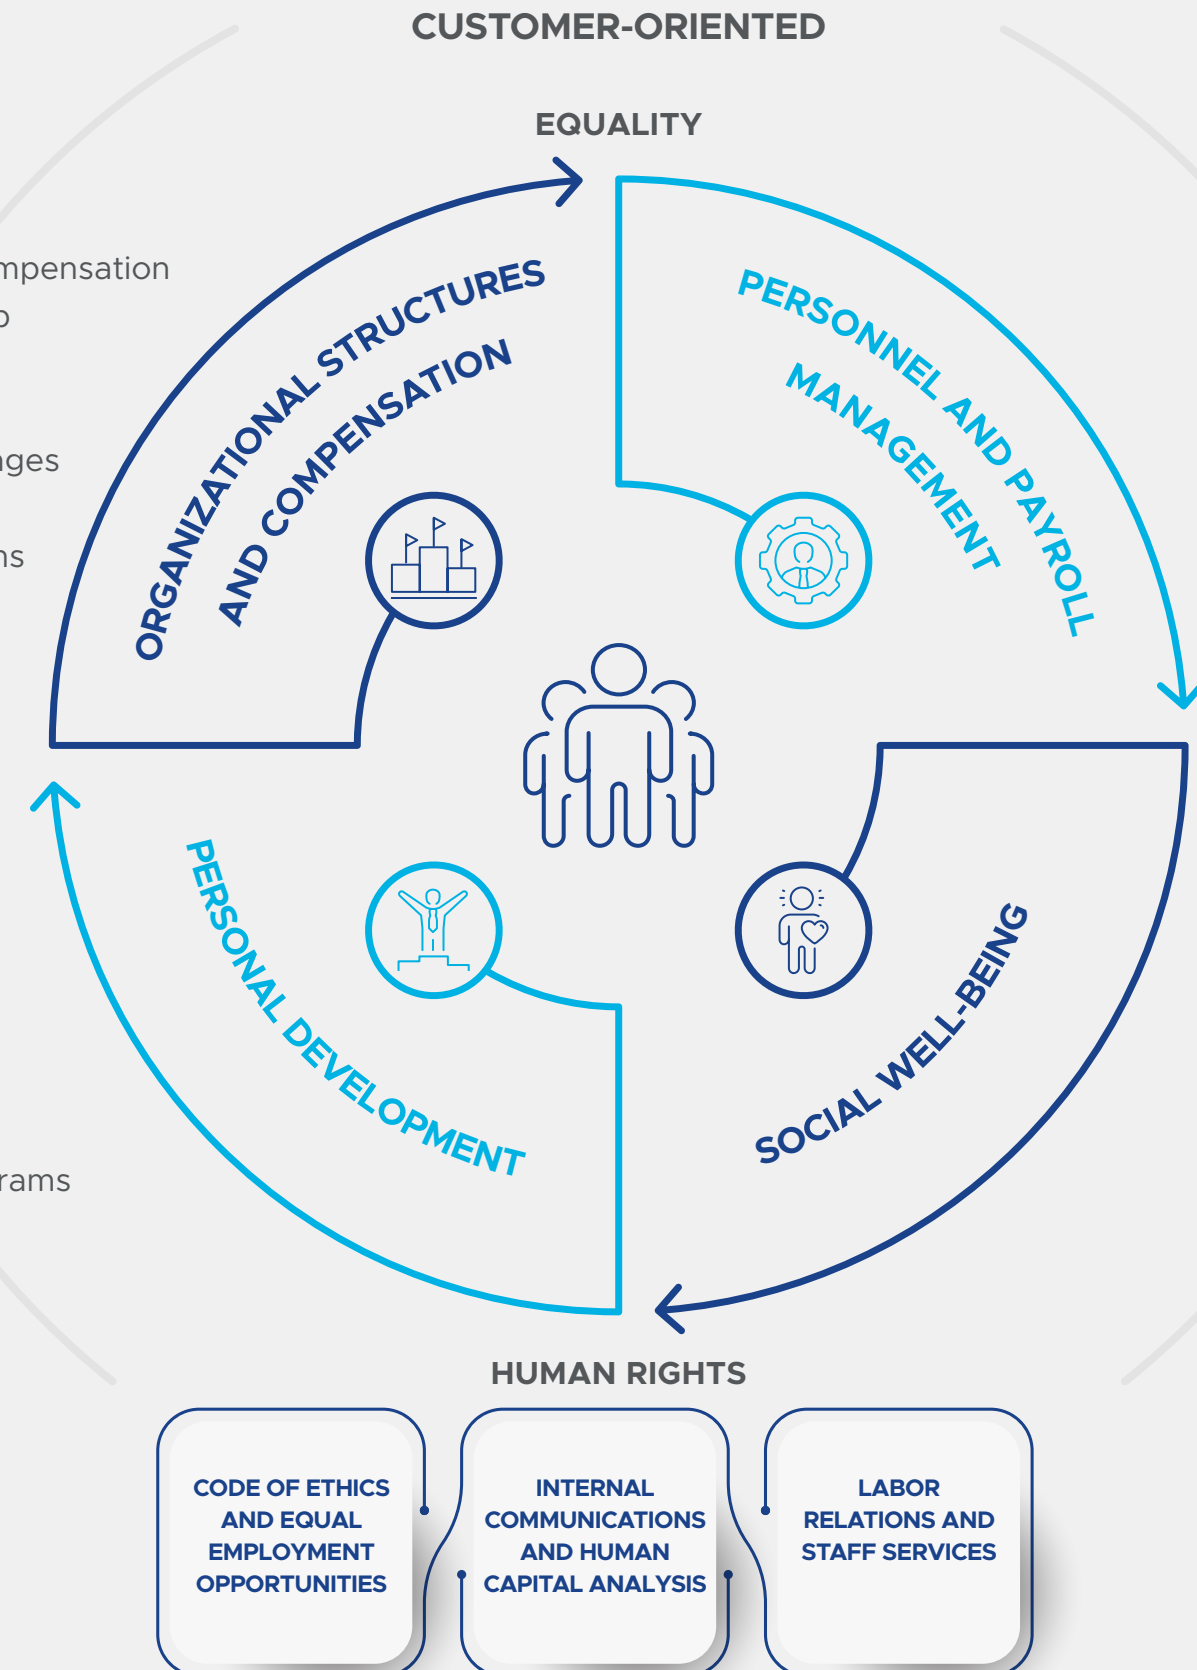 CUSTOMER-ORIENTED
EQUALITY
mpensation
ORGANIZATIONAL STRUCTURES
AND COMPENSATION
PERSONNEL AND PAYROLL
MANAGEMENT
nges
ns
PERSONAL DEVELOPMENT
SOCIAL WELL-BEING
rams
HUMAN RIGHTS
CODE OF ETHICS
AND EQUAL
EMPLOYMENT
OPPORTUNITIES
INTERNAL
COMMUNICATIONS
AND HUMAN
CAPITAL ANALYSIS
LABOR
RELATIONS AND
STAFF SERVICES